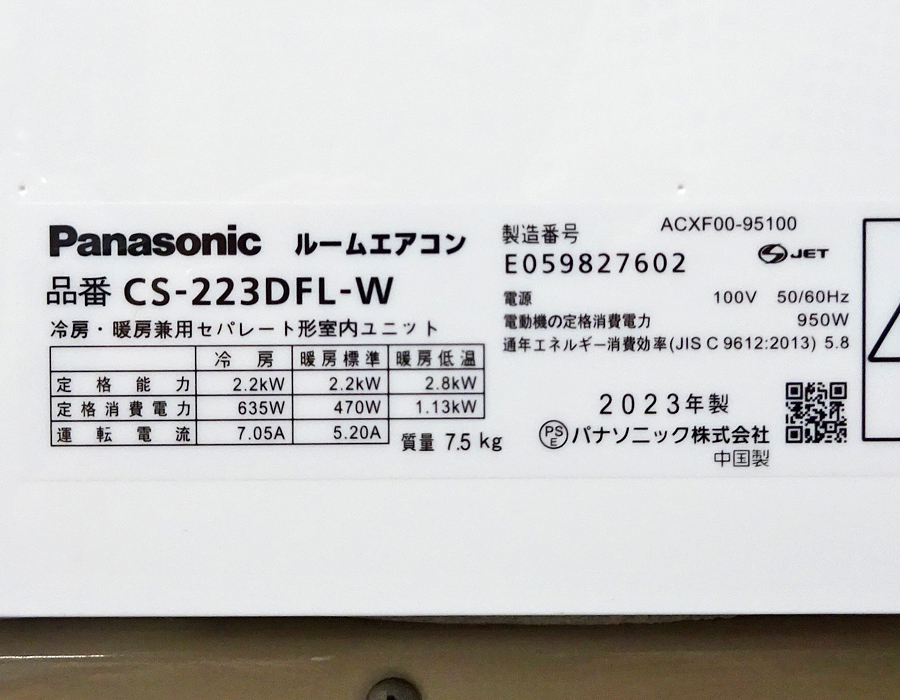 Panasonic ルームエアコン
品番 CS-223DFL-W
冷房・暖房兼用セパレート形室内ユニット
冷房 暖房標準 暖房低温
定格能力 2.2kW 2.2kW 2.8kW
定格消費電力 635W 470W 1.13kW
運転電流 7.05A 5.20A
質量 7.5 kg
ACXF00-95100
製造番号
E059827602
JET
電源 100V 50/60Hz
電動機の定格消費電力 950W
通年エネルギー消費効率(JIS C 9612:2013) 5.8
2023年製
PSE パナソニック株式会社
中国製